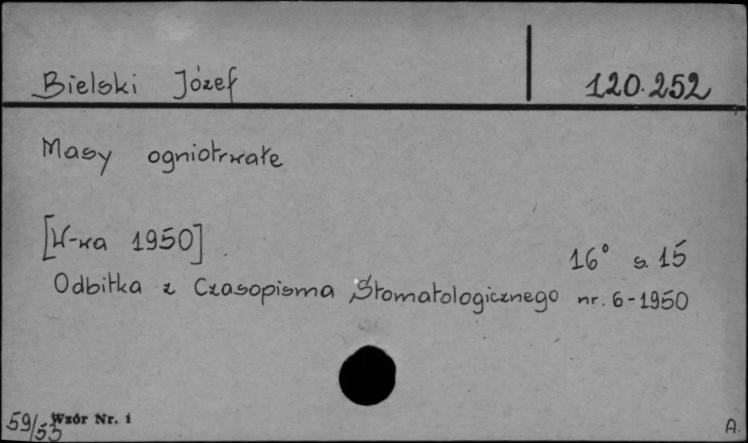 Bielski Józef 120.252
Masy ogniotrwałe
[W-wa 1950]
16° s. 15
Odbitka z Czasopisma Stomatologicznego nr. 6-1950
59/53 Wzór Nr. 1
A.